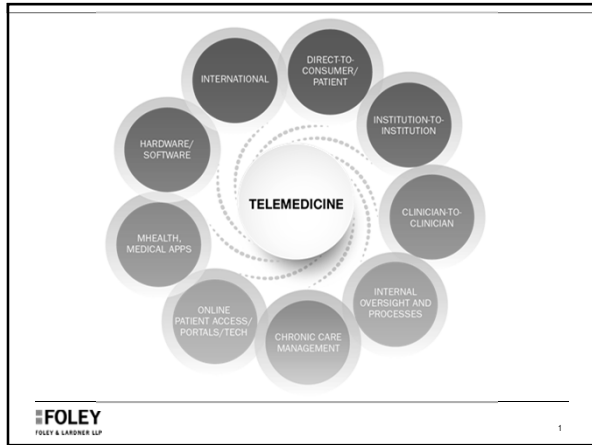 DIRECT-TO-
CONSUMER/
PATIENT
INSTITUTION-TO-
INSTITUTION
CLINICIAN-TO-
CLINICIAN
INTERNAL
OVERSIGHT AND
PROCESSES
CHRONIC CARE
MANAGEMENT
ONLINE
PATIENT ACCESS/
PORTALS/TECH
MHEALTH,
MEDICAL APPS
HARDWARE/
SOFTWARE
INTERNATIONAL
TELEMEDICINE
FOLEY
FOLEY & LARDNER LLP
1